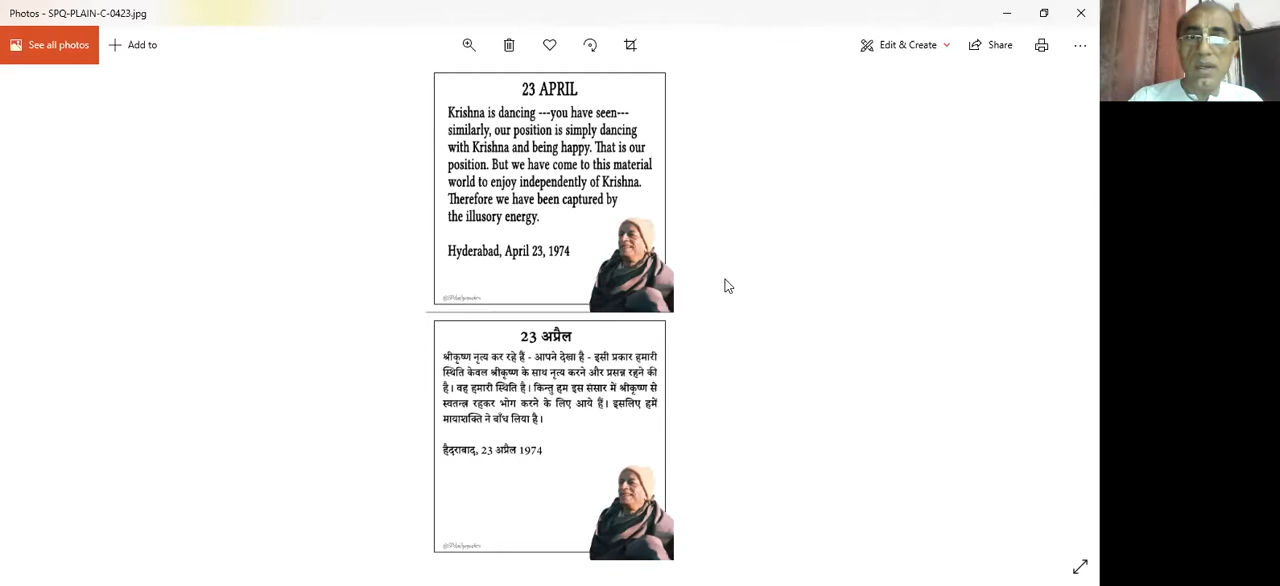 Photos - SPQ-PLAIN-C-0423.jpg
See all photos
Add to
Edit & Create
Share
23 APRIL
Krishna is dancing ---you have seen---
similarly, our position is simply dancing
with Krishna and being happy. That is our
position. But we have come to this material
world to enjoy independently of Krishna.
Therefore we have been captured by
the illusory energy.
Hyderabad, April 23, 1974
23 अप्रैल
श्रीकृष्ण नृत्य कर रहे हैं - आपने देखा है - इसी प्रकार हमारी
स्थिति केवल श्रीकृष्ण के साथ नृत्य करने और प्रसन्न रहने की
है। वह हमारी स्थिति है। किन्तु हम इस संसार में श्रीकृष्ण से
स्वतन्त्र रहकर भोग करने के लिए आये हैं। इसलिए हमें
मायाशक्ति ने बाँध लिया है।
हैदराबाद, 23 अप्रैल 1974